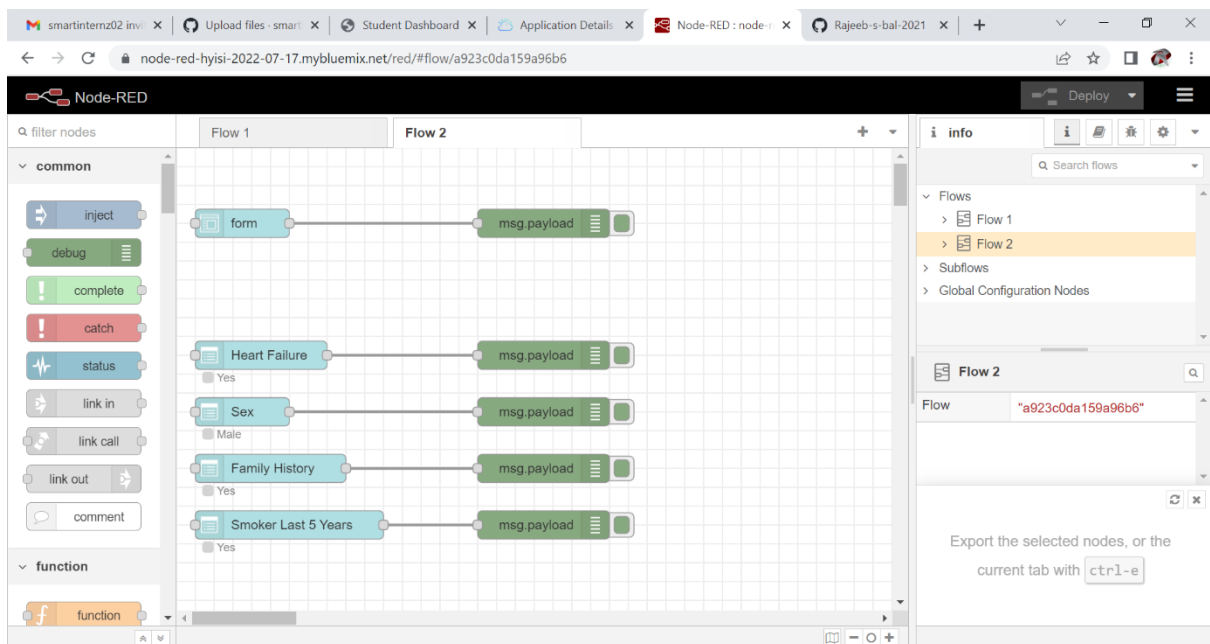 smartinternz02 invi
Upload files · smart
Student Dashboard
Application Details
Node-RED : node-r
Rajeeb-s-bal-2021
node-red-hyisi-2022-07-17.mybluemix.net/red/#flow/a923c0da159a96b6
Node-RED
Deploy
filter nodes
Flow 1
Flow 2
i info
i
Search flows
common
inject
debug
complete
catch
status
link in
link call
link out
comment
function
function
form
msg.payload
Heart Failure
msg.payload
Yes
Sex
msg.payload
Male
Family History
msg.payload
Yes
Smoker Last 5 Years
msg.payload
Yes
Flows
Flow 1
Flow 2
Subflows
Global Configuration Nodes
Flow 2
Flow
"a923c0da159a96b6"
Export the selected nodes, or the
current tab with ctrl-e